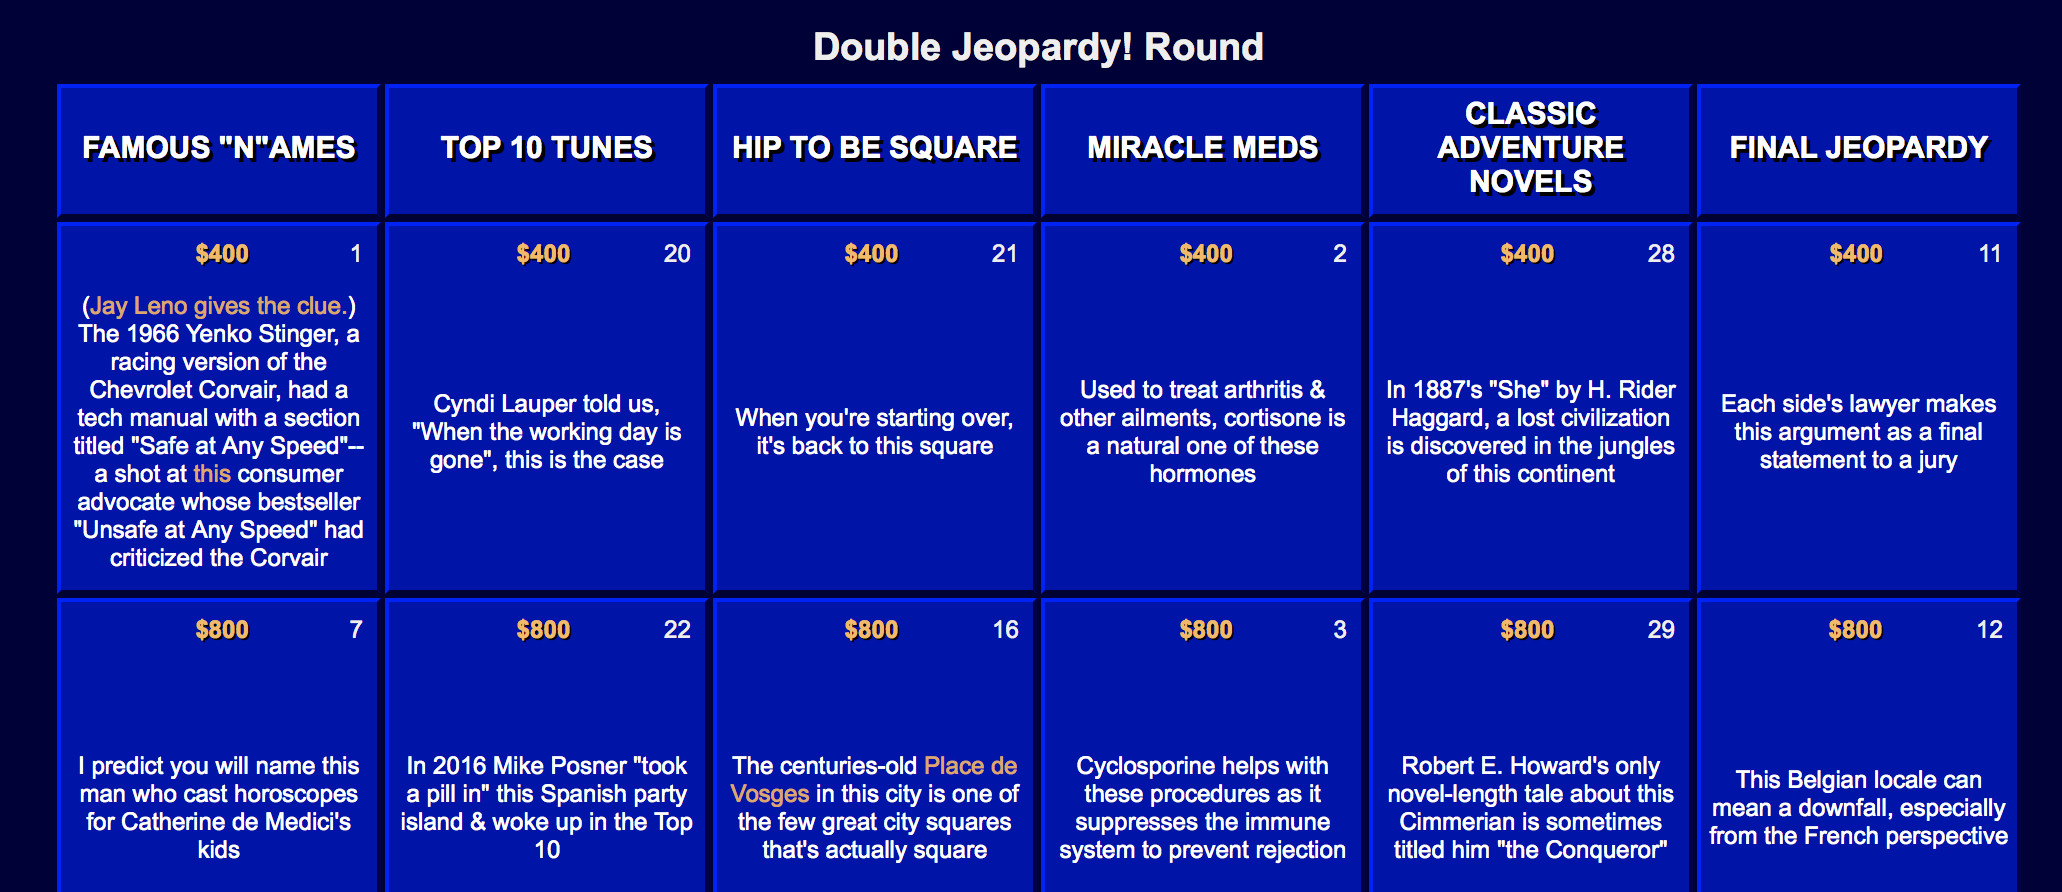 Double Jeopardy! Round
FAMOUS "N"AMES
TOP 10 TUNES
HIP TO BE SQUARE
MIRACLE MEDS
CLASSIC
ADVENTURE
NOVELS
FINAL JEOPARDY
$400 1
(Jay Leno gives the clue.)
The 1966 Yenko Stinger, a
racing version of the
Chevrolet Corvair, had a
tech manual with a section
titled "Safe at Any Speed"--
a shot at this consumer
advocate whose bestseller
"Unsafe at Any Speed" had
criticized the Corvair
$400 20
Cyndi Lauper told us,
"When the working day is
gone", this is the case
$400 21
When you're starting over,
it's back to this square
$400 2
Used to treat arthritis &
other ailments, cortisone is
a natural one of these
hormones
$400 28
In 1887's "She" by H. Rider
Haggard, a lost civilization
is discovered in the jungles
of this continent
$400 11
Each side's lawyer makes
this argument as a final
statement to a jury
$800 7
I predict you will name this
man who cast horoscopes
for Catherine de Medici's
kids
$800 22
In 2016 Mike Posner "took
a pill in" this Spanish party
island & woke up in the Top
10
$800 16
The centuries-old Place de
Vosges in this city is one of
the few great city squares
that's actually square
$800 3
Cyclosporine helps with
these procedures as it
suppresses the immune
system to prevent rejection
$800 29
Robert E. Howard's only
novel-length tale about this
Cimmerian is sometimes
titled him "the Conqueror"
$800 12
This Belgian locale can
mean a downfall, especially
from the French perspective